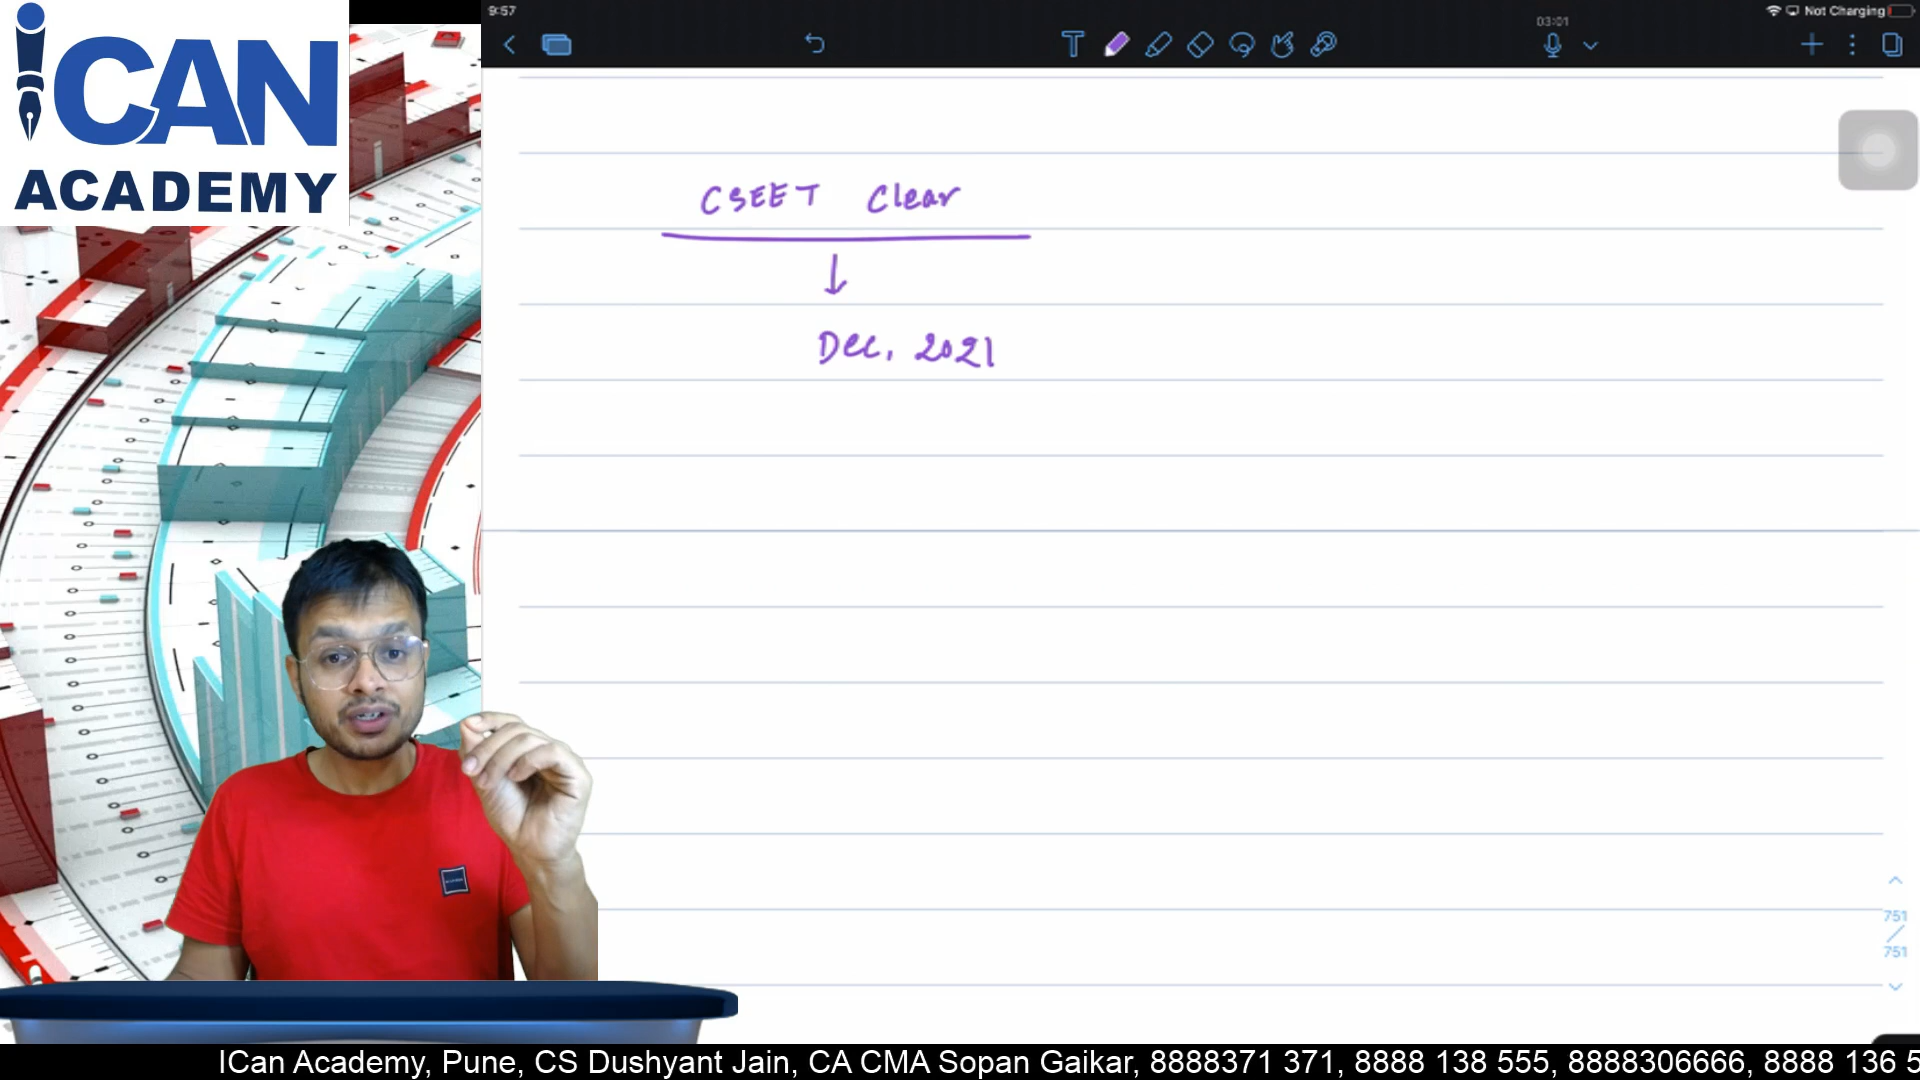 iCAN
ACADEMY
9:57
03:01
Not Charging
T
CSEET Clear
Dec, 2021
751
751
ICan Academy, Pune, CS Dushyant Jain, CA CMA Sopan Gaikar, 8888371 371, 8888 138 555, 8888306666, 8888 136 5